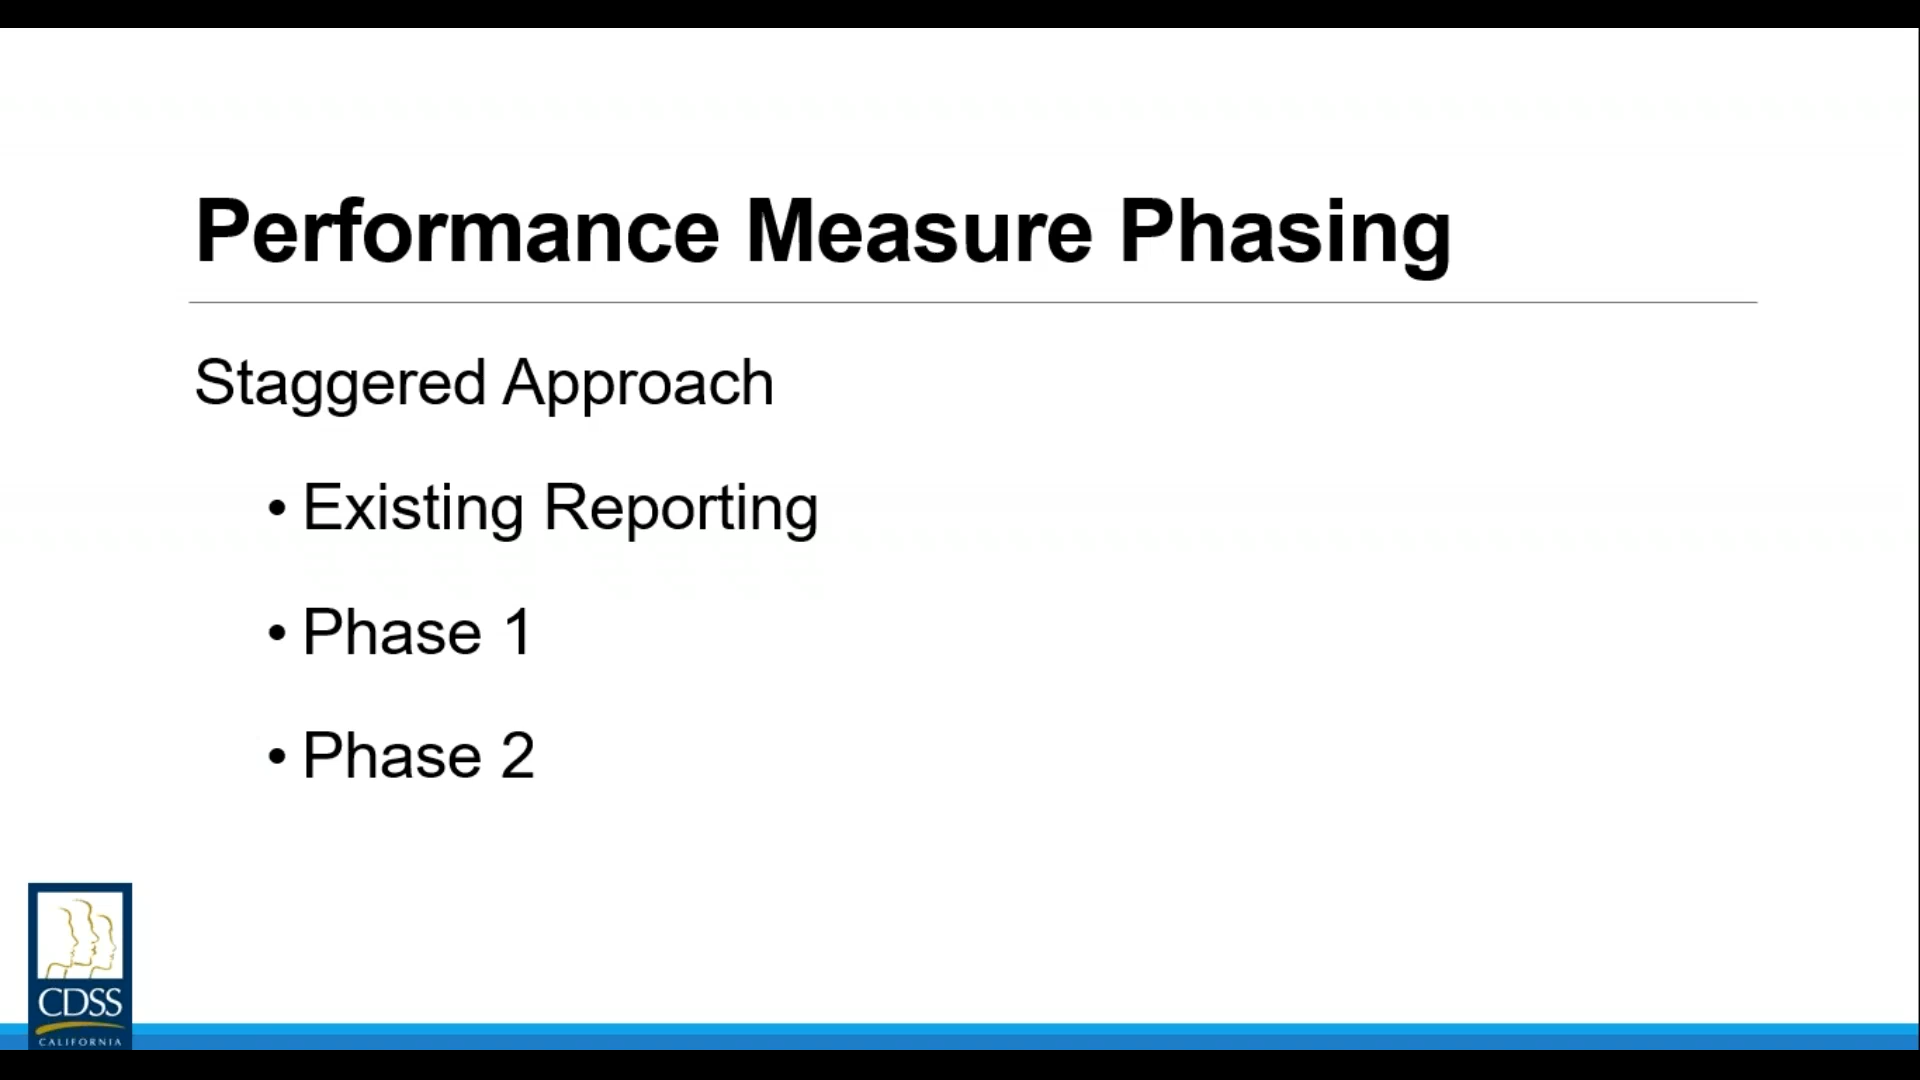 Performance Measure Phasing
Staggered Approach
• Existing Reporting
• Phase 1
• Phase 2
CDSS
CALIFORNIA